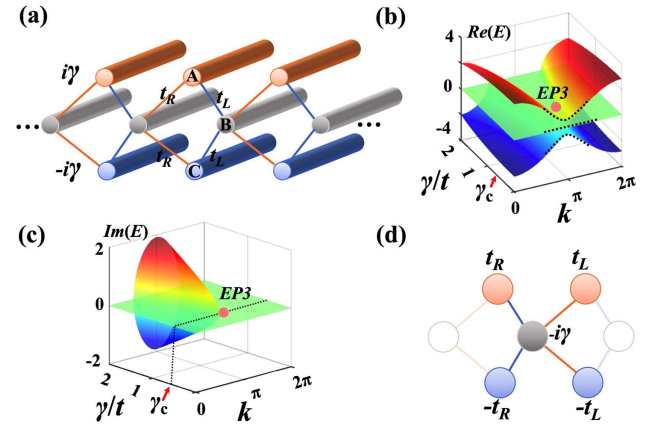 (a)
iγ
A
t_R
t_L
B
...
...
-iγ
t_R
C
t_L
(b)
Re(E)
4
0
-4
EP3
2
1
γ/t
γ_c
0
k
π
2π
(c)
Im(E)
2
0
-2
EP3
2
1
γ/t
γ_c
0
k
π
2π
(d)
t_R
t_L
-iγ
-t_R
-t_L